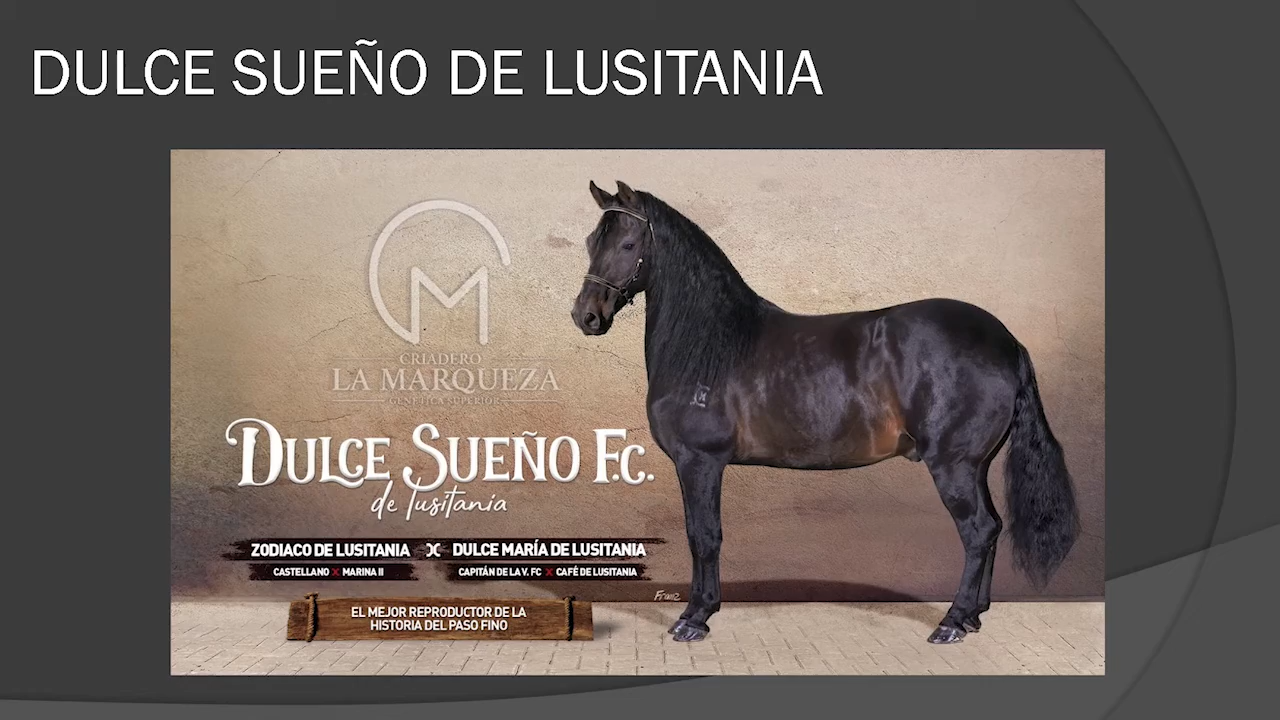 DULCE SUEÑO DE LUSITANIA
CRIADERO
LA MARQUEZA
GENÉTICA SUPERIOR
DULCE SUEÑO F.C.
de lusitania
ZODIACO DE LUSITANIA X DULCE MARÍA DE LUSITANIA
CASTELLANO X MARINA II CAPITÁN DE LA V. FC X CAFÉ DE LUSITANIA
EL MEJOR REPRODUCTOR DE LA
HISTORIA DEL PASO FINO
Franz